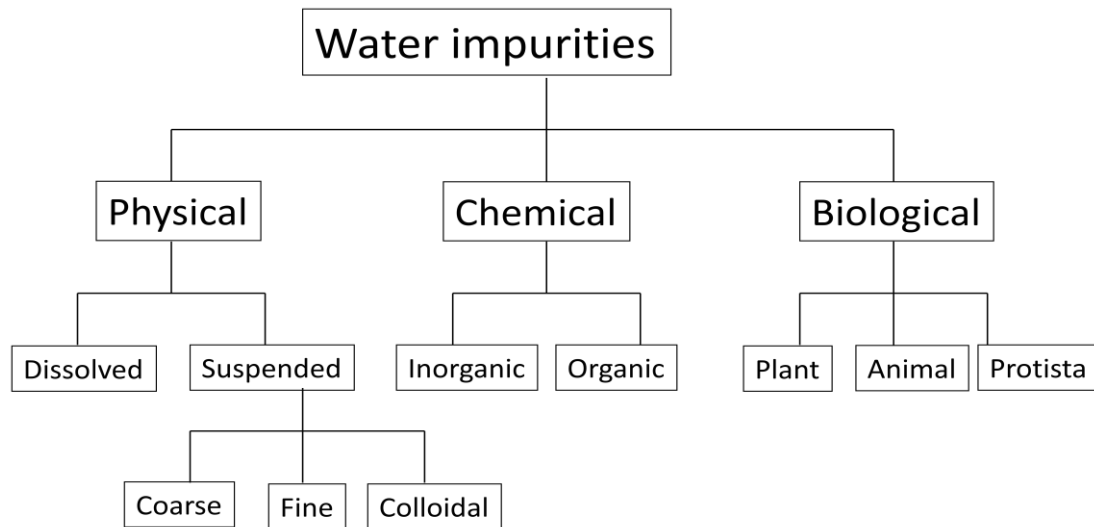 Water impurities
Physical
Chemical
Biological
Dissolved
Suspended
Inorganic
Organic
Plant
Animal
Protista
Coarse
Fine
Colloidal